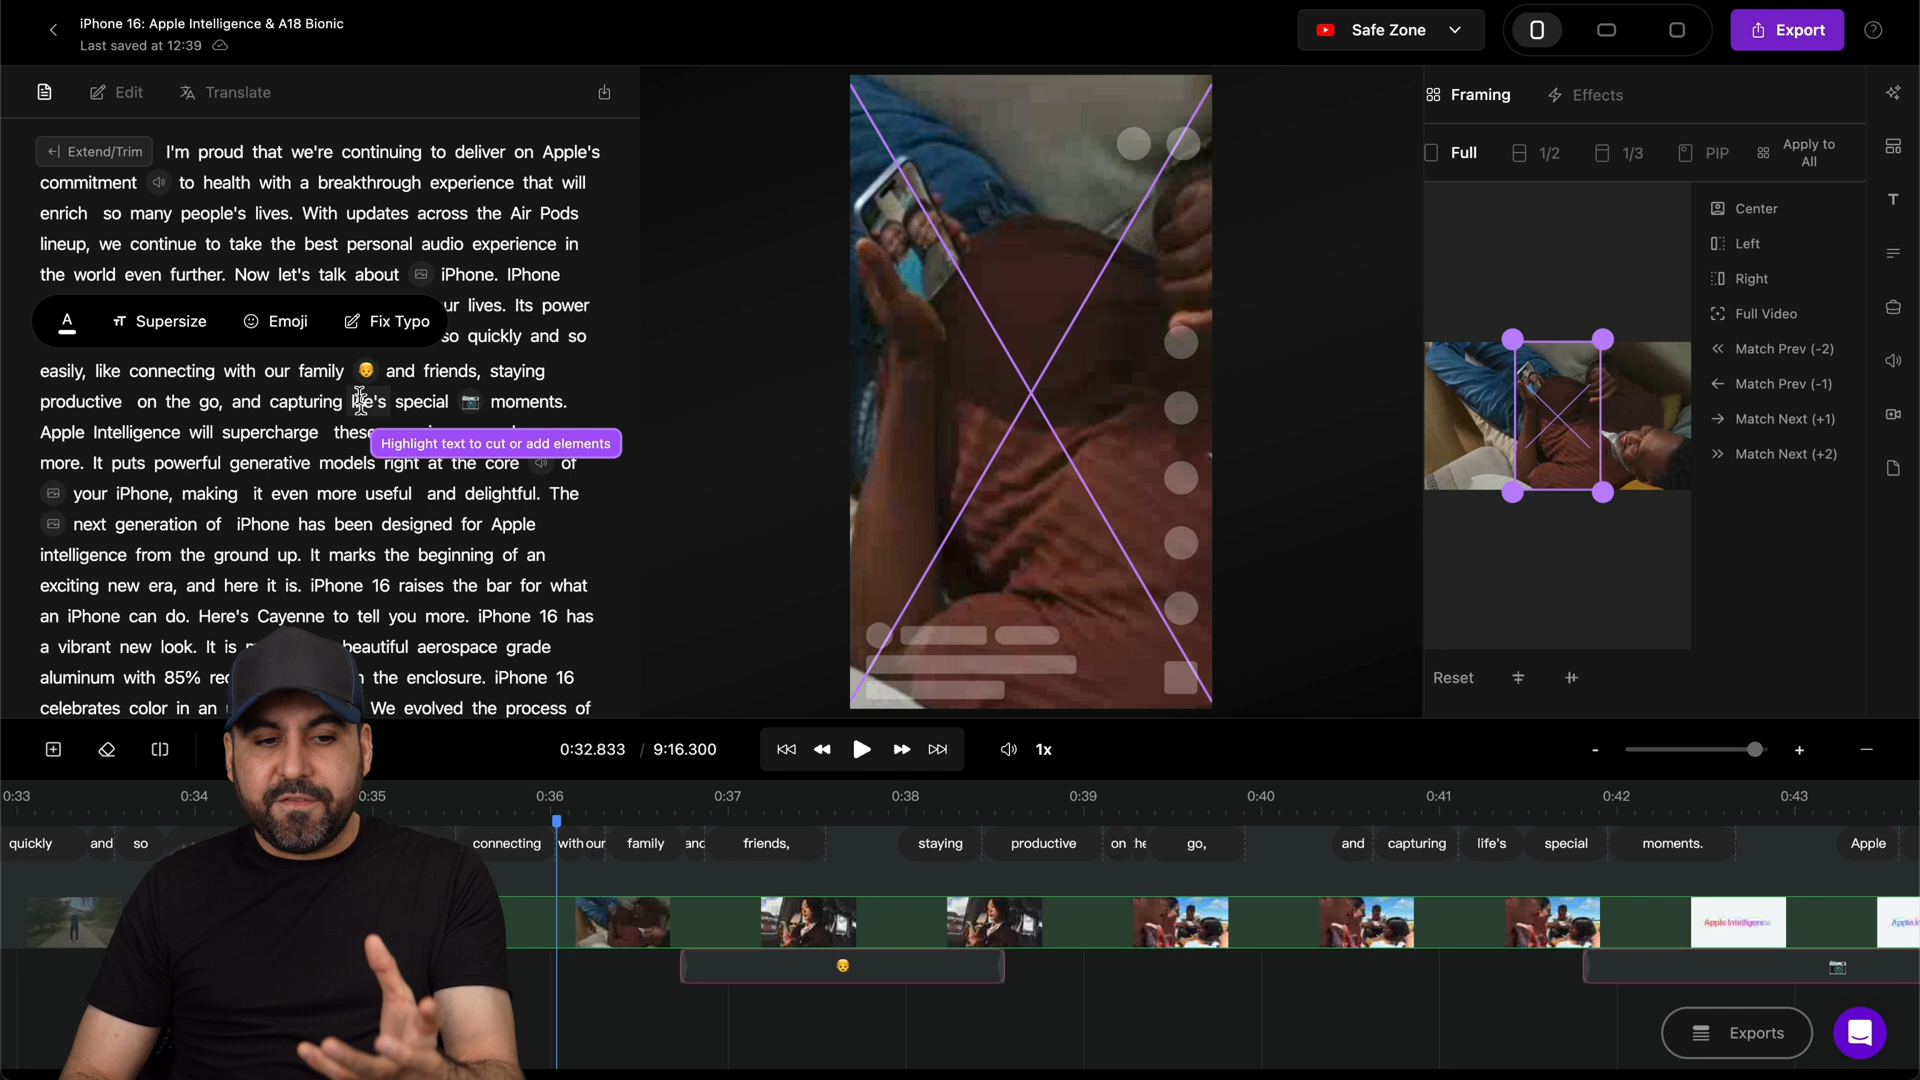 iPhone 16: Apple Intelligence & A18 Bionic
Last saved at 12:39
Safe Zone
Export
Edit
Translate
Extend/Trim I'm proud that we're continuing to deliver on Apple's
commitment to health with a breakthrough experience that will
enrich so many people's lives. With updates across the Air Pods
lineup, we continue to take the best personal audio experience in
the world even further. Now let's talk about iPhone. IPhone
ur lives. Its power
A Supersize Emoji Fix Typo
so quickly and so
easily, like connecting with our family 👴 and friends, staying
productive on the go, and capturing life's special 📷 moments.
Apple Intelligence will supercharge these
Highlight text to cut or add elements
more. It puts powerful generative models right at the core of
your iPhone, making it even more useful and delightful. The
next generation of iPhone has been designed for Apple
intelligence from the ground up. It marks the beginning of an
exciting new era, and here it is. iPhone 16 raises the bar for what
an iPhone can do. Here's Cayenne to tell you more. iPhone 16 has
a vibrant new look. It is beautiful aerospace grade
aluminum with 85% the enclosure. iPhone 16
celebrates color in an We evolved the process of
Framing
Effects
Full
1/2
1/3
PIP
Apply to
All
Center
Left
Right
Full Video
Match Prev (-2)
Match Prev (-1)
Match Next (+1)
Match Next (+2)
Reset
0:32.833 / 9:16.300
1x
- +
0:33 0:34 0:35 0:36 0:37 0:38 0:39 0:40 0:41 0:42 0:43
quickly and so connecting with our family and friends, staying productive on he go, and capturing life's special moments. Apple
Apple Intelligence
Exports